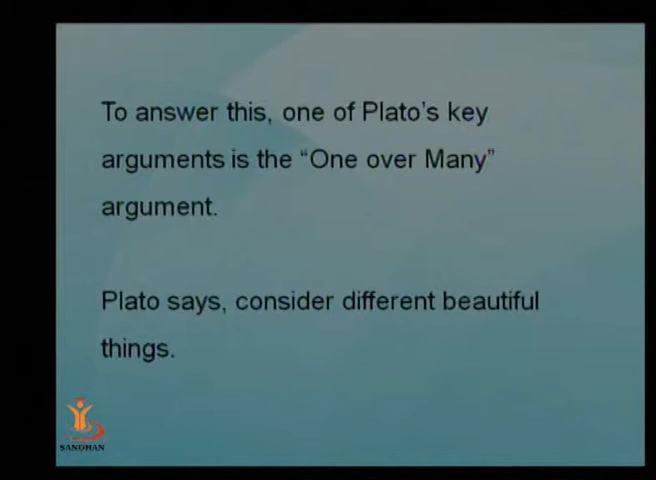 To answer this, one of Plato's key
arguments is the “One over Many”
argument.
Plato says, consider different beautiful
things.
SANDHAN